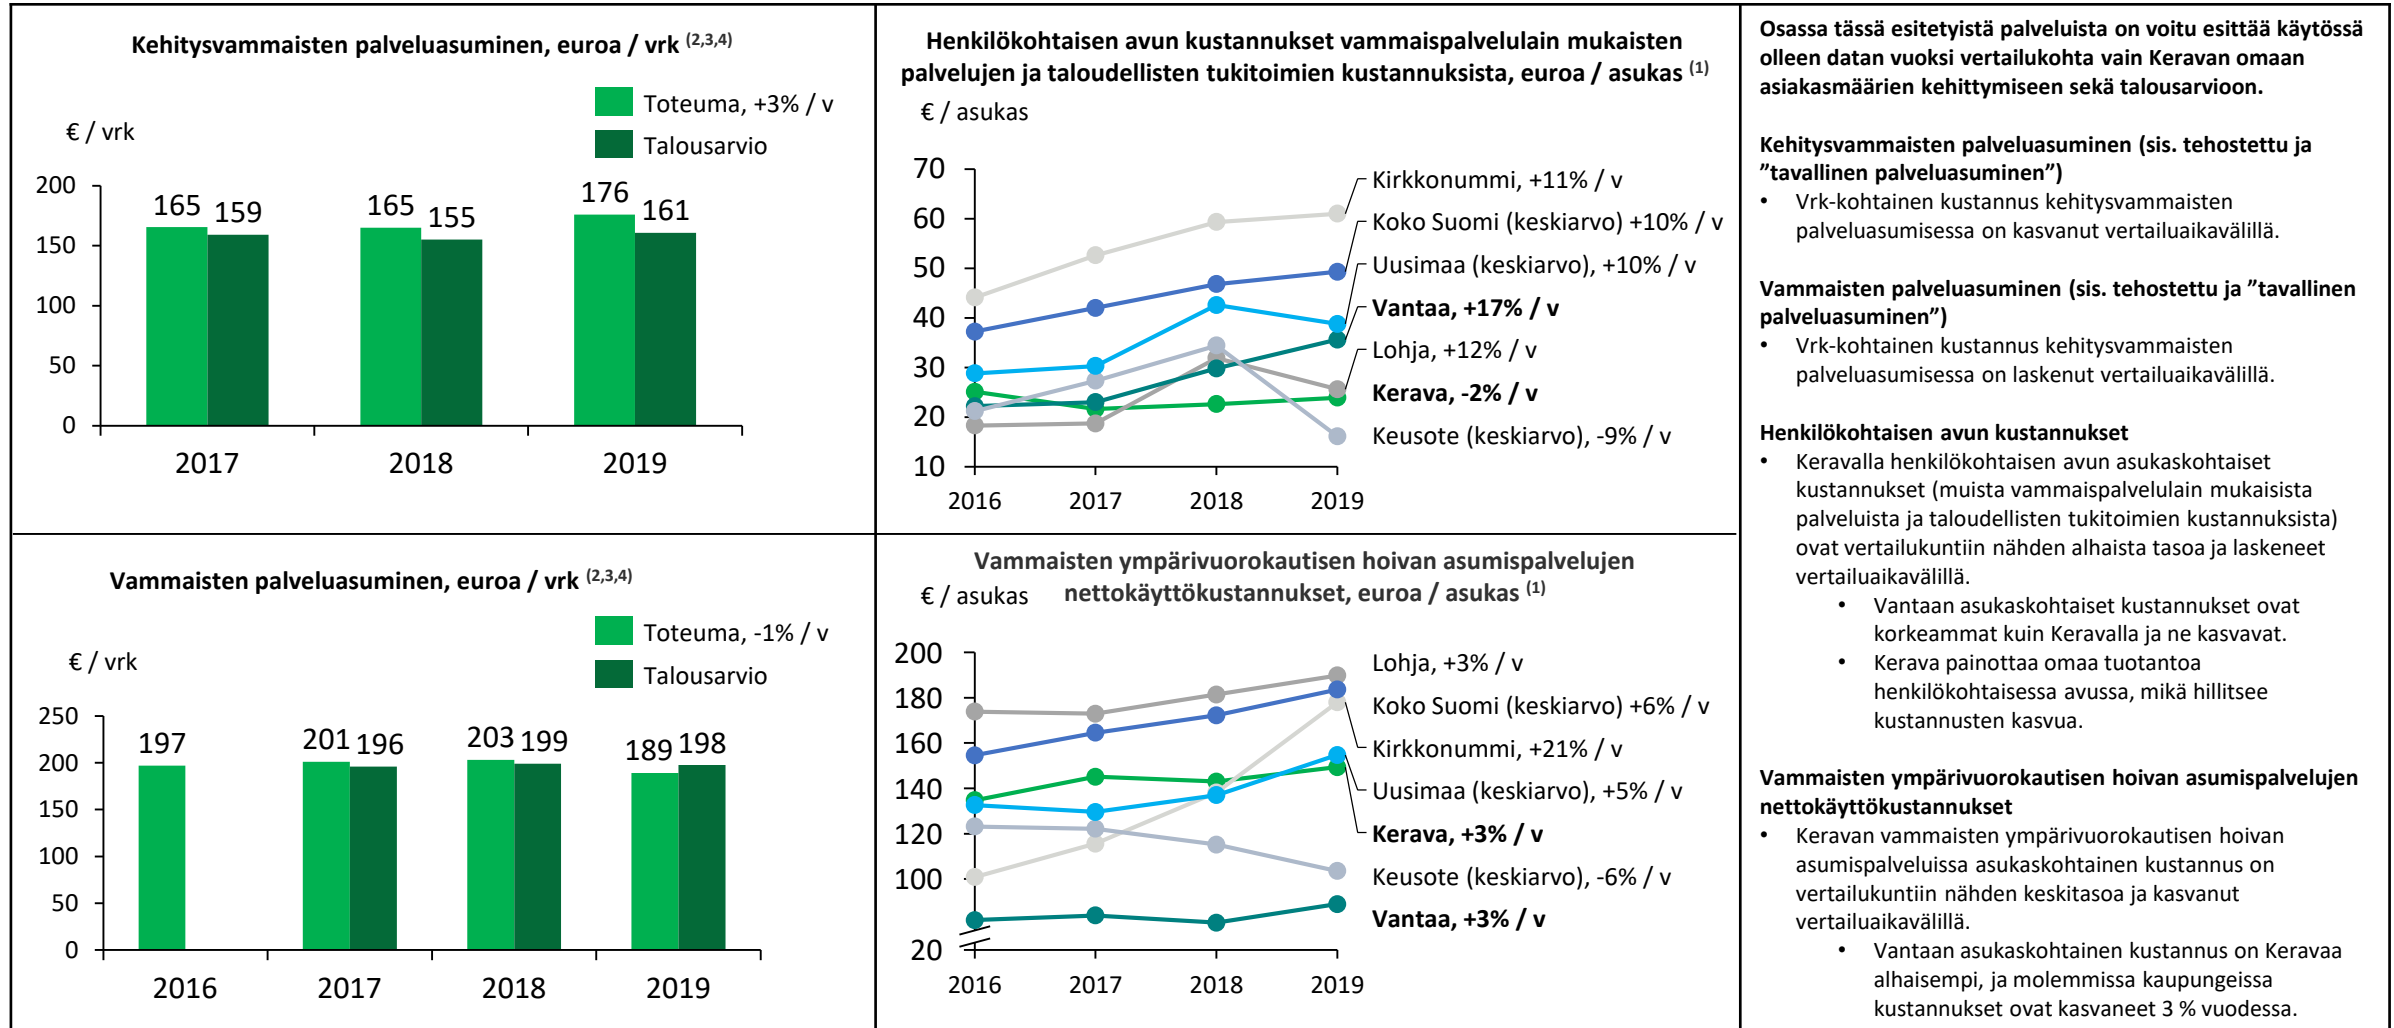 Kehitysvammaisten palveluasuminen, euroa / vrk (2,3,4)
Toteuma, +3% / v
Talousarvio
€ / vrk
200
150
100
50
0
165
159
165
155
176
161
2017
2018
2019
Henkilökohtaisen avun kustannukset vammaispalvelulain mukaisten
palvelujen ja taloudellisten tukitoimien kustannuksista, euroa / asukas (1)
€ / asukas
70
60
50
40
30
20
10
2016
2017
2018
2019
Kirkkonummi, +11% / v
Koko Suomi (keskiarvo) +10% / v
Uusimaa (keskiarvo), +10% / v
Vantaa, +17% / v
Lohja, +12% / v
Kerava, -2% / v
Keusote (keskiarvo), -9% / v
Vammaisten palveluasuminen, euroa / vrk (2,3,4)
Toteuma, -1% / v
Talousarvio
€ / vrk
250
200
150
100
50
0
197
201
196
203
199
189
198
2016
2017
2018
2019
Vammaisten ympärivuorokautisen hoivan asumispalvelujen
nettokäyttökustannukset, euroa / asukas (1)
€ / asukas
200
180
160
140
120
100
20
2016
2017
2018
2019
Lohja, +3% / v
Koko Suomi (keskiarvo) +6% / v
Kirkkonummi, +21% / v
Uusimaa (keskiarvo), +5% / v
Kerava, +3% / v
Keusote (keskiarvo), -6% / v
Vantaa, +3% / v
Osassa tässä esitetyistä palveluista on voitu esittää käytössä
olleen datan vuoksi vertailukohta vain Keravan omaan
asiakasmäärien kehittymiseen sekä talousarvioon.
Kehitysvammaisten palveluasuminen (sis. tehostettu ja
”tavallinen palveluasuminen”)
• Vrk-kohtainen kustannus kehitysvammaisten
palveluasumisessa on kasvanut vertailuaikavälillä.
Vammaisten palveluasuminen (sis. tehostettu ja ”tavallinen
palveluasuminen”)
• Vrk-kohtainen kustannus kehitysvammaisten
palveluasumisessa on laskenut vertailuaikavälillä.
Henkilökohtaisen avun kustannukset
• Keravalla henkilökohtaisen avun asukaskohtaiset
kustannukset (muista vammaispalvelulain mukaisista
palveluista ja taloudellisten tukitoimien kustannuksista)
ovat vertailukuntiin nähden alhaista tasoa ja laskeneet
vertailuaikavälillä.
• Vantaan asukaskohtaiset kustannukset ovat
korkeammat kuin Keravalla ja ne kasvavat.
• Kerava painottaa omaa tuotantoa
henkilökohtaisessa avussa, mikä hillitsee
kustannusten kasvua.
Vammaisten ympärivuorokautisen hoivan asumispalvelujen
nettokäyttökustannukset
• Keravan vammaisten ympärivuorokautisen hoivan
asumispalveluissa asukaskohtainen kustannus on
vertailukuntiin nähden keskitasoa ja kasvanut
vertailuaikavälillä.
• Vantaan asukaskohtainen kustannus on Keravaa
alhaisempi, ja molemmissa kaupungeissa
kustannukset ovat kasvaneet 3 % vuodessa.